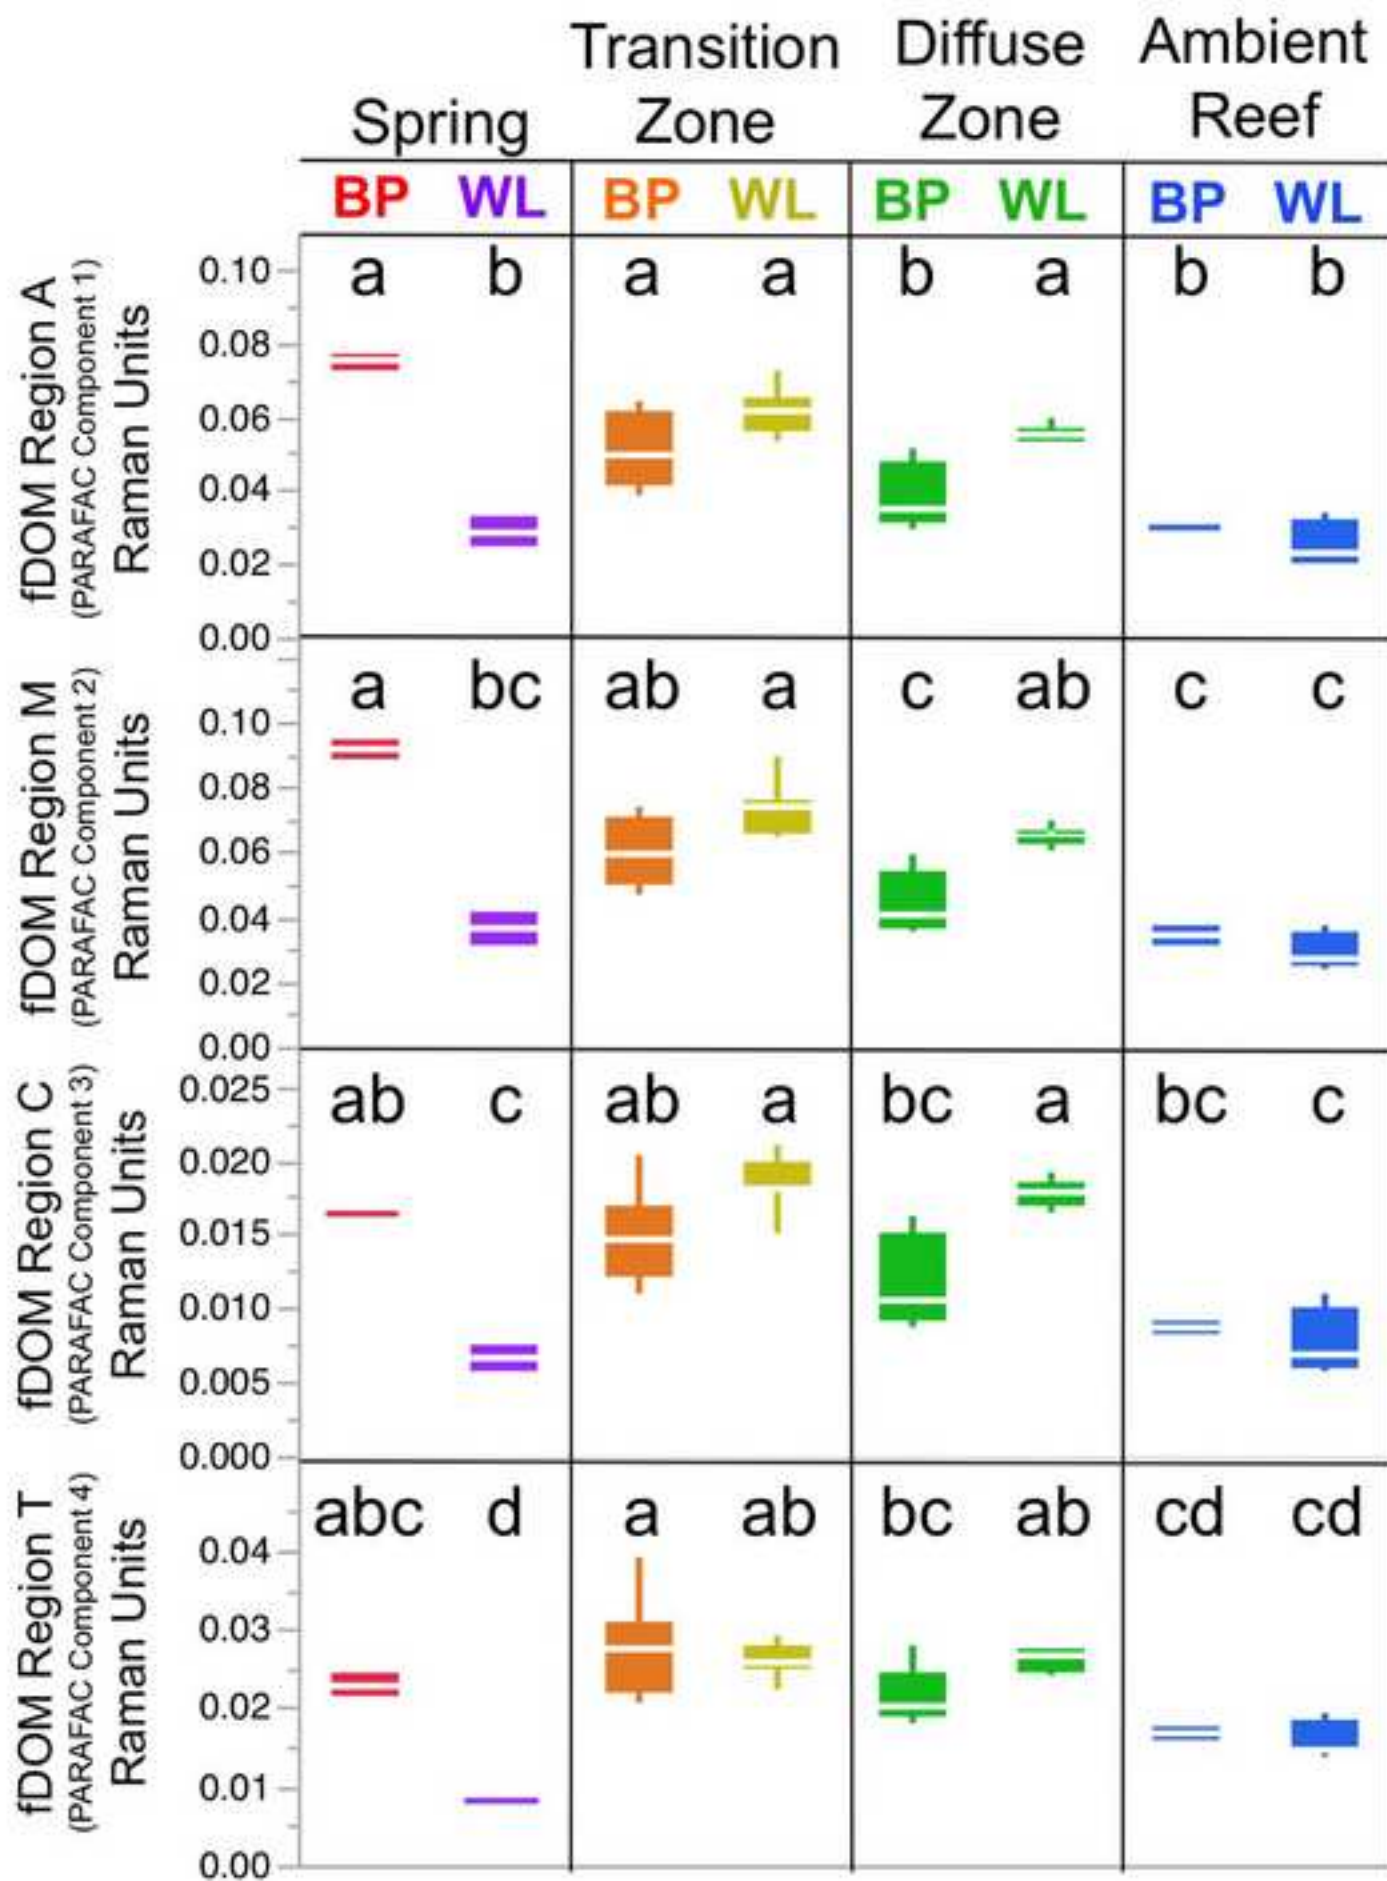 Transition Diffuse Ambient
Spring Zone Zone Reef
BP WL BP WL BP WL BP WL
fDOM Region A
(PARAFAC Component 1)
Raman Units
0.10 a b a a b a b b
0.08
0.06
0.04
0.02
0.00
fDOM Region M
(PARAFAC Component 2)
Raman Units
a bc ab a c ab c c
0.10
0.08
0.06
0.04
0.02
0.00
fDOM Region C
(PARAFAC Component 3)
Raman Units
0.025 ab c ab a bc a bc c
0.020
0.015
0.010
0.005
0.000
fDOM Region T
(PARAFAC Component 4)
Raman Units
abc d a ab bc ab cd cd
0.04
0.03
0.02
0.01
0.00